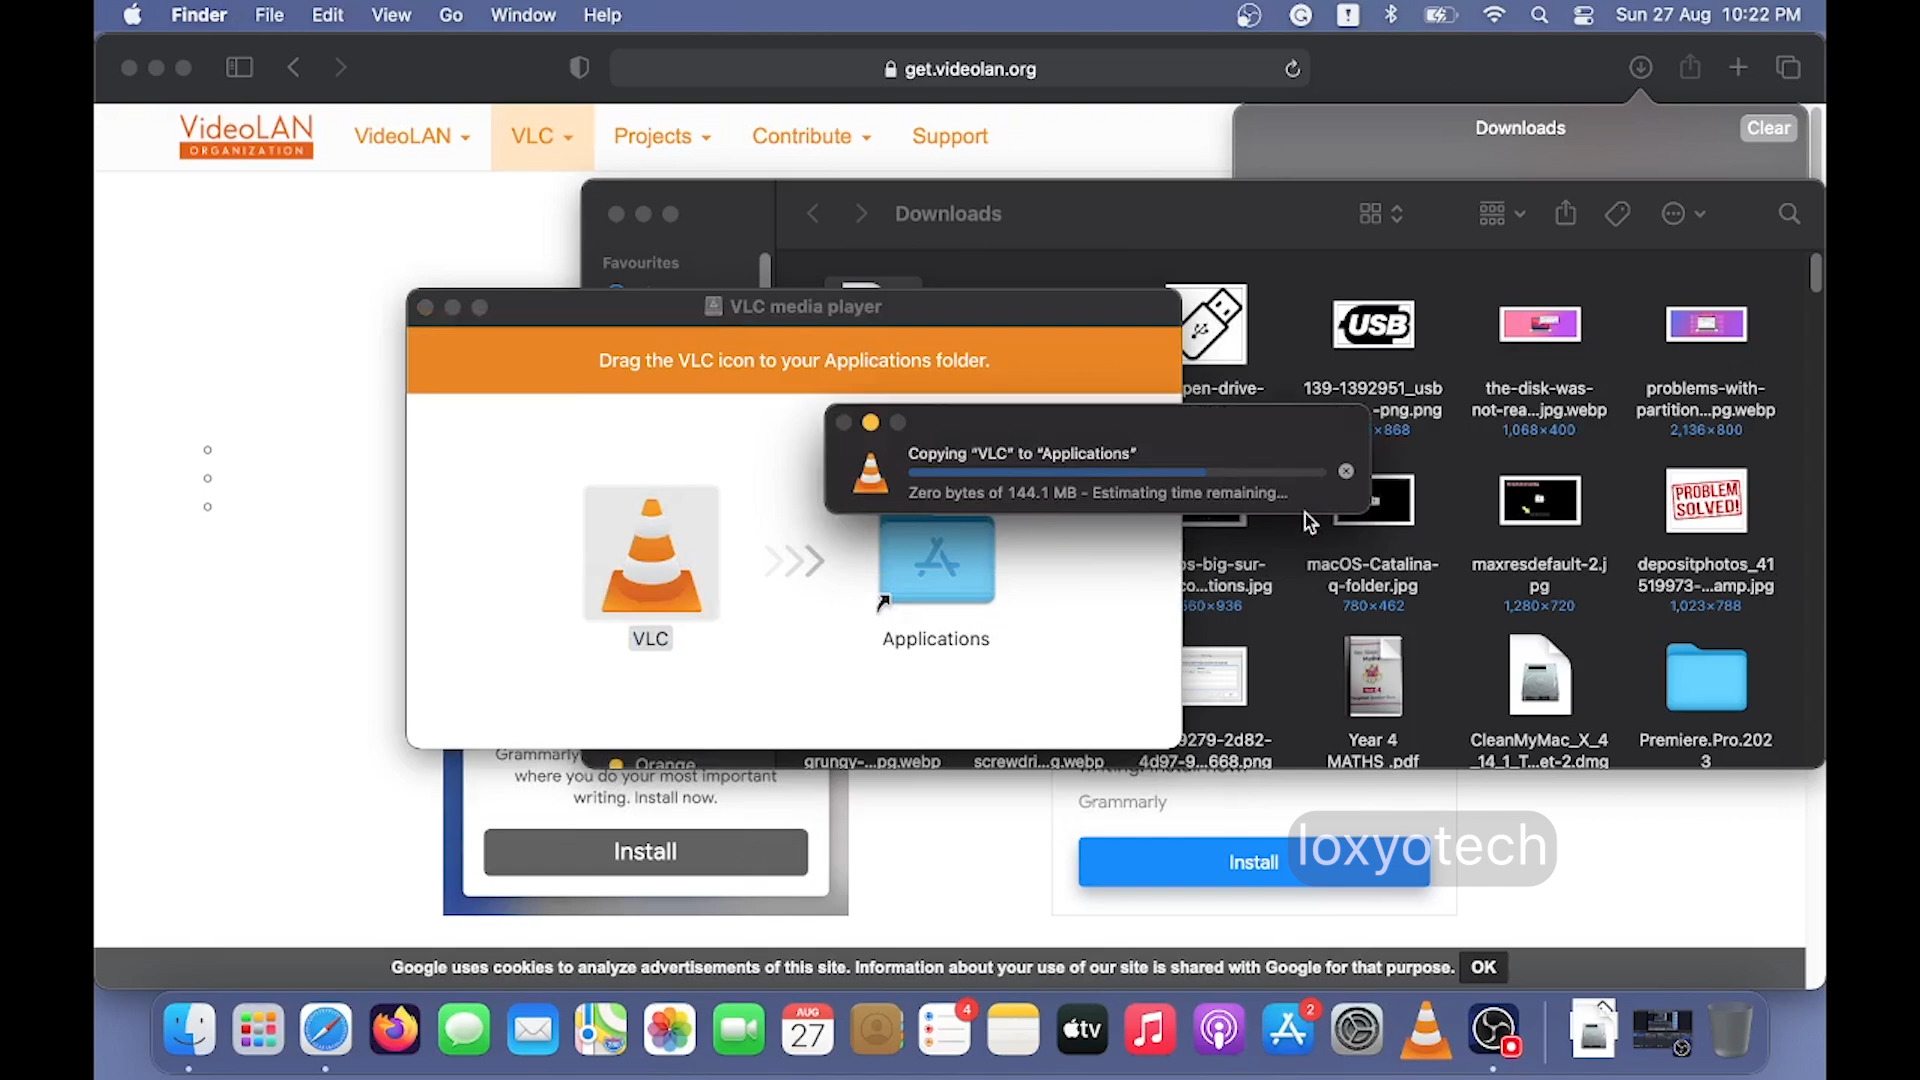 Finder File Edit View Go Window Help
Sun 27 Aug 10:22 PM
get.videolan.org
VideoLAN
ORGANIZATION
VideoLAN VLC Projects Contribute Support
Downloads
Clear
Downloads
Favourites
VLC media player
Drag the VLC icon to your Applications folder.
Copying “VLC” to “Applications”
Zero bytes of 144.1 MB - Estimating time remaining...
VLC
Applications
USB
PROBLEM
SOLVED!
pen-drive-
139-1392951_usb
-png.png
×868
the-disk-was-
not-rea...jpg.webp
1,068×400
problems-with-
partition...pg.webp
2,136×800
os-big-sur-
co...tions.jpg
560×936
macOS-Catalina-
q-folder.jpg
780×462
maxresdefault-2.j
pg
1,280×720
depositphotos_41
519973-...amp.jpg
1,023×788
Orange
grungy-...pg.webp
screwdri...g.webp
9279-2d82-
4d97-9...668.png
Year 4
MATHS .pdf
CleanMyMac_X_4
_14_1_T...et-2.dmg
Premiere.Pro.202
3
Grammarly
where you do your most important
writing. Install now.
Install
Grammarly
Install
loxyotech
Google uses cookies to analyze advertisements of this site. Information about your use of our site is shared with Google for that purpose. OK
AUG
27
4
tv
2